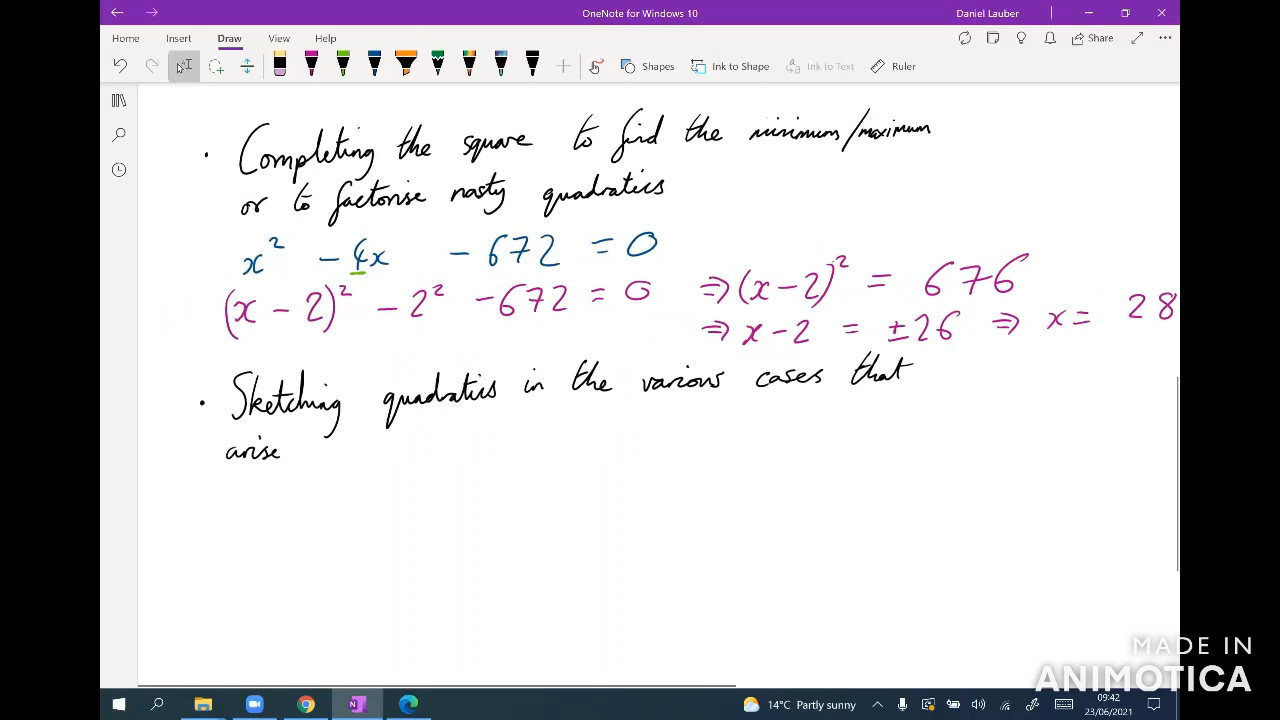 OneNote for Windows 10
Daniel Lauber
Home Insert Draw View Help
Share
Shapes Ink to Shape Ink to Text Ruler
· Completing the square to find the minimum/maximum
or to factorise nasty quadratics
x² - 4x - 672 = 0
(x - 2)² - 2² - 672 = 0 ⇒ (x - 2)² = 676
⇒ x - 2 = ±26 ⇒ x = 28
· Sketching quadratics in the various cases that
arise
MADE IN
ANIMOTICA
14°C Partly sunny
09:42
23/06/2021